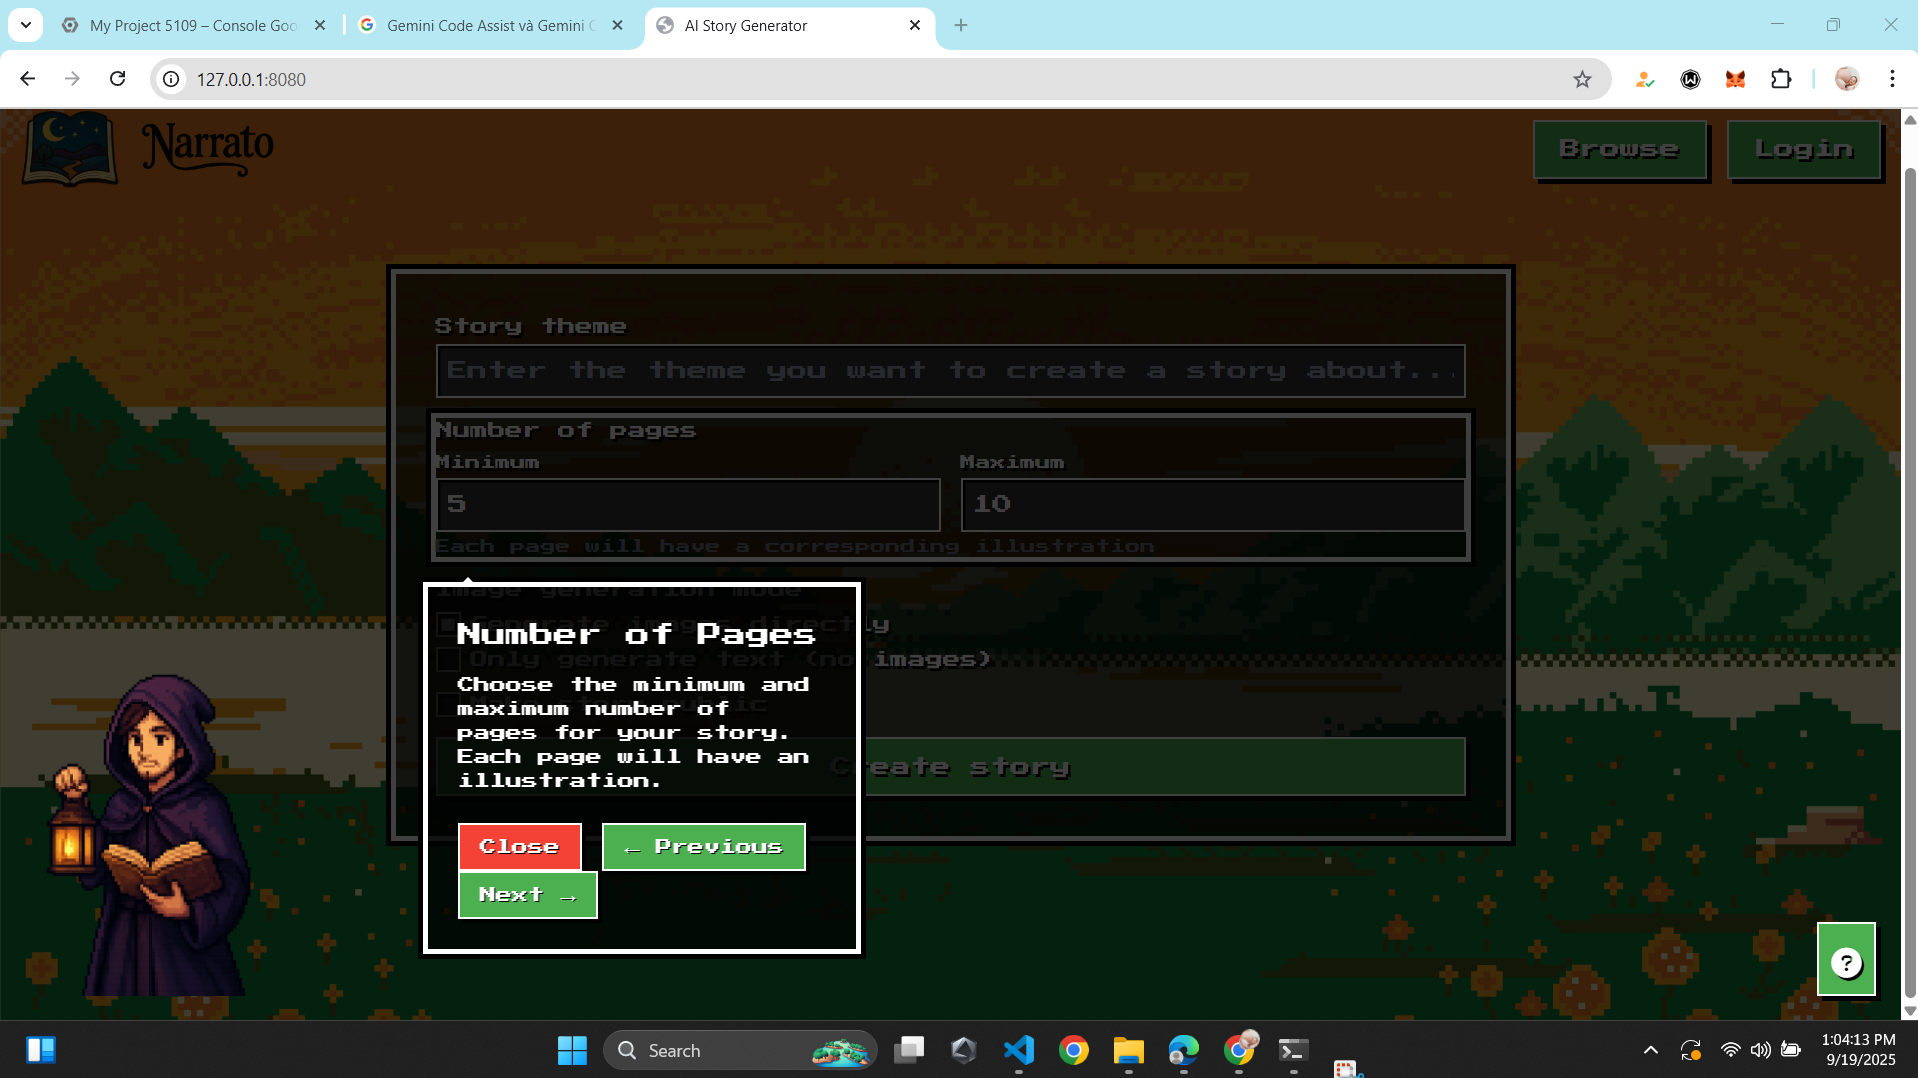 My Project 5109 – Console Goo
Gemini Code Assist và Gemini C
AI Story Generator
127.0.0.1:8080
Narrato
Browse
Login
Story theme
Enter the theme you want to create a story about...
Number of pages
Minimum
Maximum
5
10
Each page will have a corresponding illustration
Image generation mode
Generate images directly
Only generate text (no images)
Number of Pages
Choose the minimum and
maximum number of
pages for your story.
Each page will have an
illustration.
Create story
Close
← Previous
Next →
?
Search
1:04:13 PM
9/19/2025